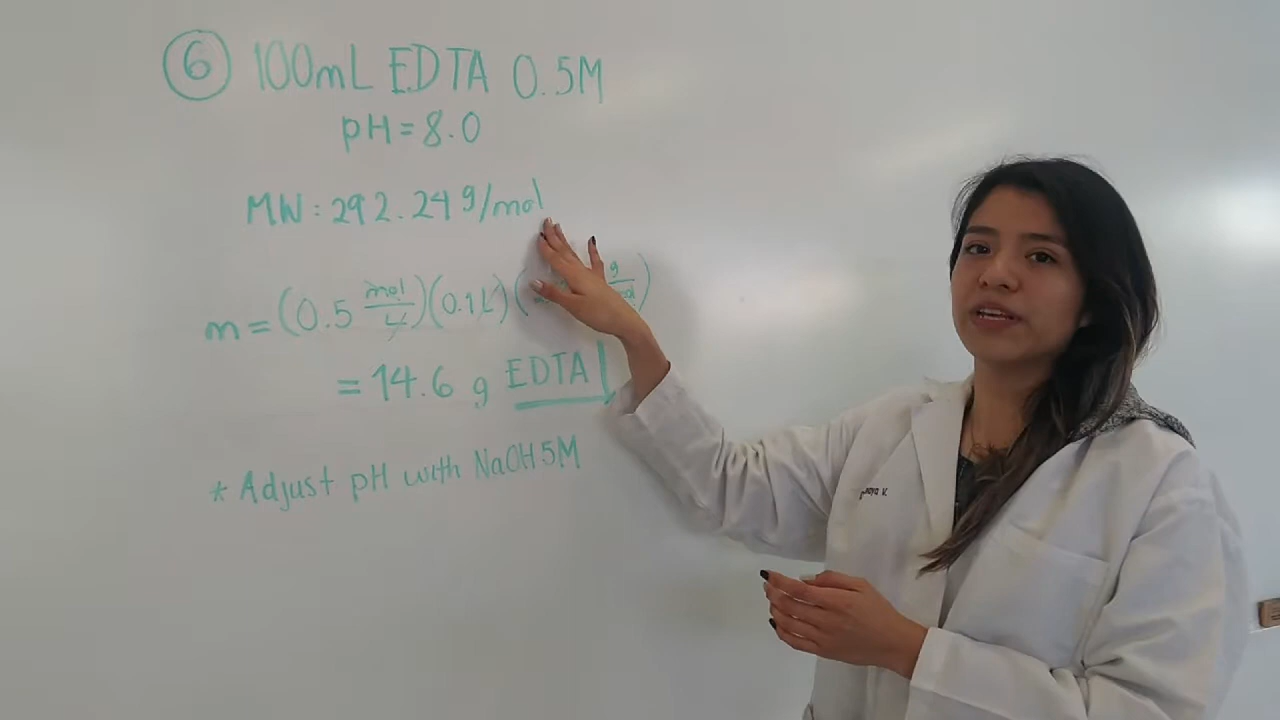 6 100mL EDTA 0.5M
pH = 8.0
MW: 292.24 g/mol
m = (0.5 mol/L)(0.1L)( g/mol)
= 14.6 g EDTA
* Adjust pH with NaOH 5M